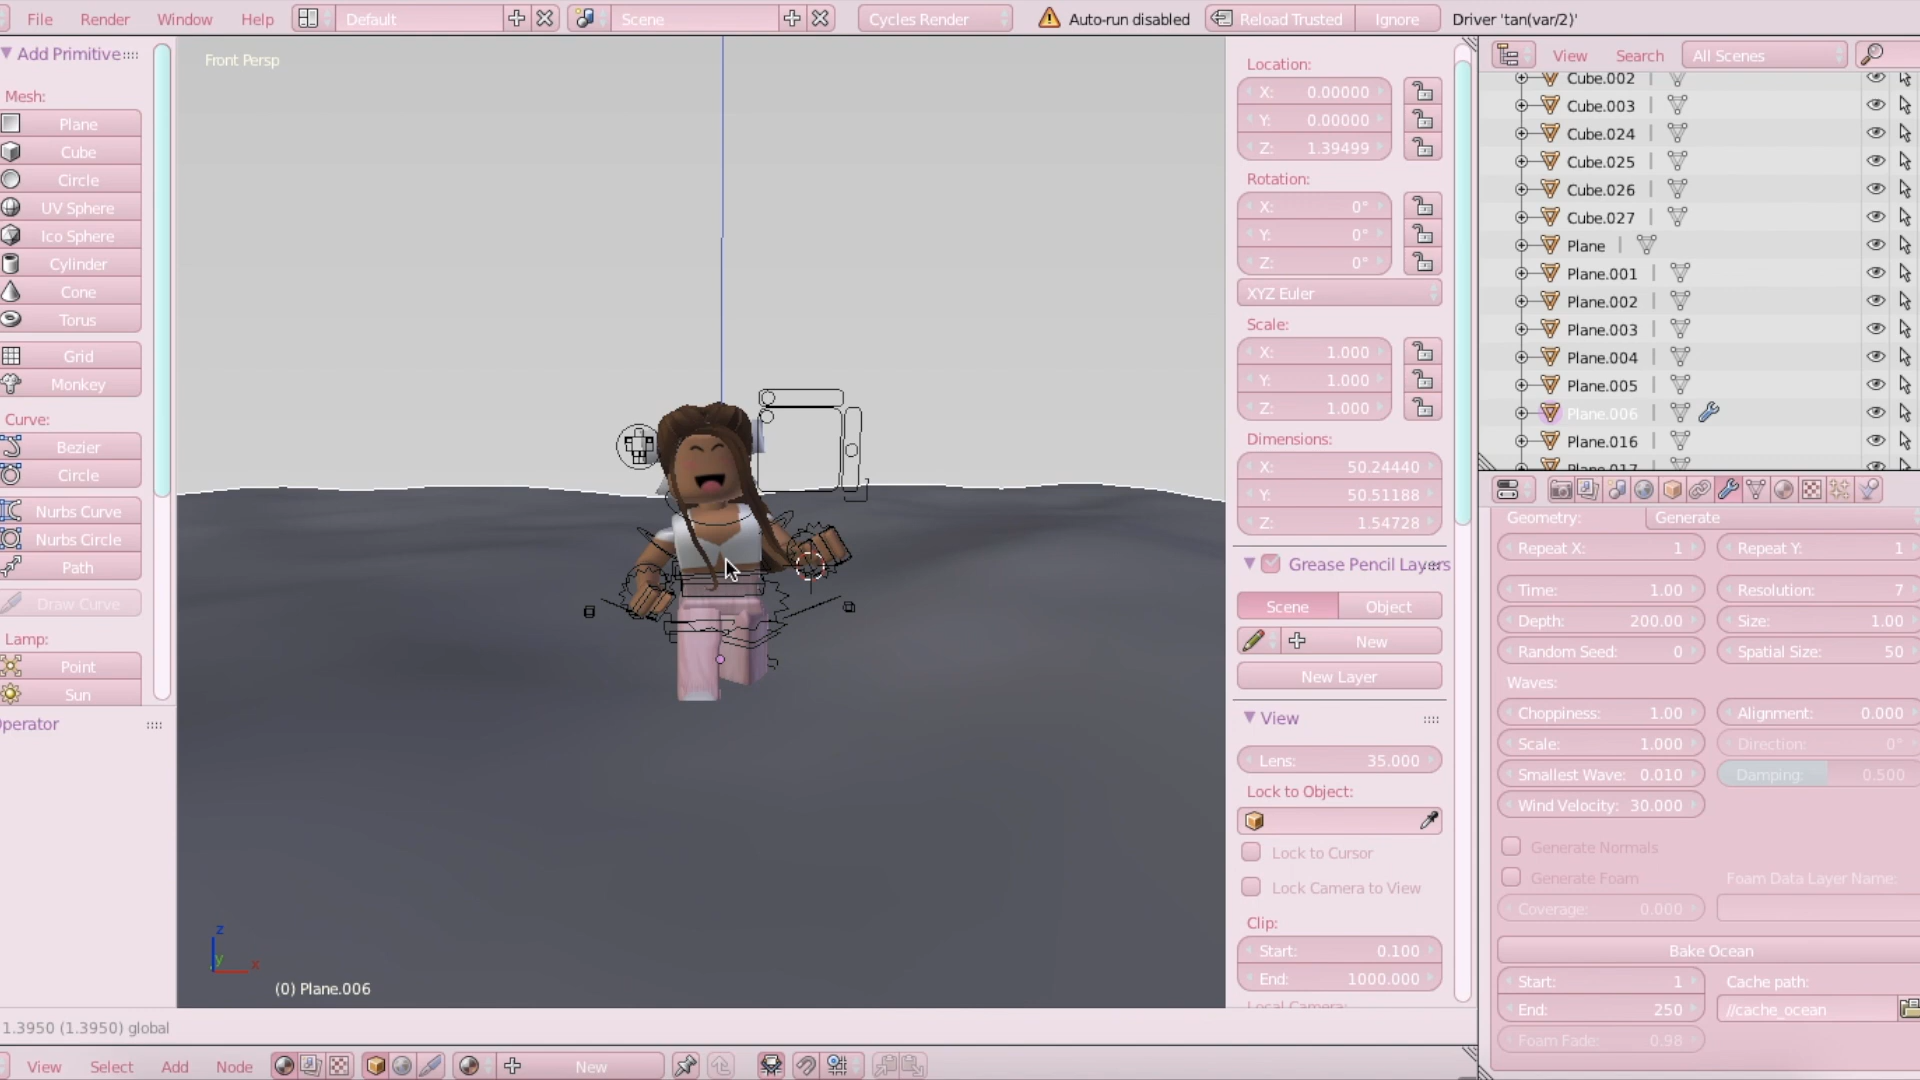 File Render Window Help Default Scene Cycles Render Auto-run disabled Reload Trusted Ignore Driver 'tan(var/2)'
Add Primitive
Mesh:
Plane
Cube
Circle
UV Sphere
Ico Sphere
Cylinder
Cone
Torus
Grid
Monkey
Curve:
Bezier
Circle
Nurbs Curve
Nurbs Circle
Path
Draw Curve
Lamp:
Point
Sun
Operator
Front Persp
z
y
x
(0) Plane.006
1.3950 (1.3950) global
View Select Add Node New
Location:
X: 0.00000
Y: 0.00000
Z: 1.39499
Rotation:
X: 0°
Y: 0°
Z: 0°
XYZ Euler
Scale:
X: 1.000
Y: 1.000
Z: 1.000
Dimensions:
X: 50.24440
Y: 50.51188
Z: 1.54728
Grease Pencil Layers
Scene Object
New
New Layer
View
Lens: 35.000
Lock to Object:
Lock to Cursor
Lock Camera to View
Clip:
Start: 0.100
End: 1000.000
Local Camera:
View Search All Scenes
Cube.002
Cube.003
Cube.024
Cube.025
Cube.026
Cube.027
Plane
Plane.001
Plane.002
Plane.003
Plane.004
Plane.005
Plane.006
Plane.016
Plane.017
Geometry: Generate
Repeat X: 1 Repeat Y: 1
Time: 1.00 Resolution: 7
Depth: 200.00 Size: 1.00
Random Seed: 0 Spatial Size: 50
Waves:
Choppiness: 1.00 Alignment: 0.000
Scale: 1.000 Direction: 0°
Smallest Wave: 0.010 Damping: 0.500
Wind Velocity: 30.000
Generate Normals
Generate Foam Foam Data Layer Name:
Coverage: 0.000
Bake Ocean
Start: 1 Cache path:
End: 250 //cache_ocean
Foam Fade: 0.98